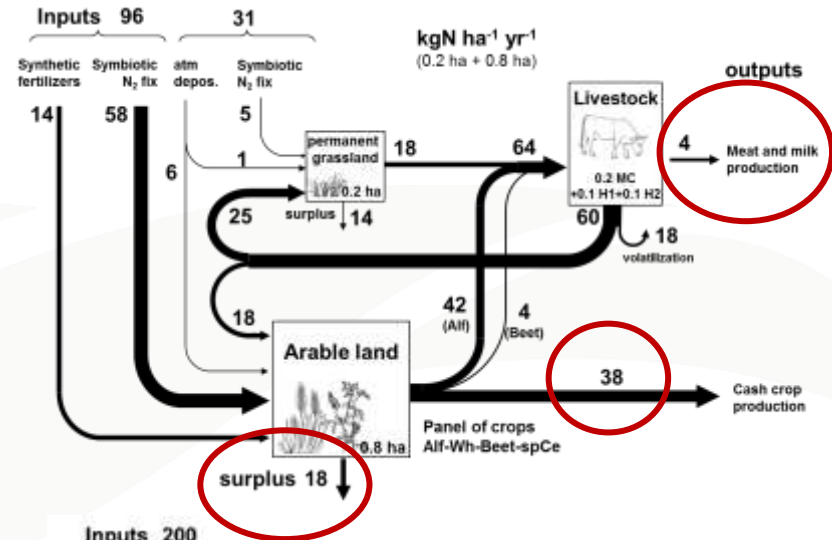 Inputs 96
31
kgN ha⁻¹ yr⁻¹
(0.2 ha + 0.8 ha)
Synthetic fertilizers
Symbiotic N₂ fix
atm depos.
Symbiotic N₂ fix
outputs
14
58
6
5
1
permanent grassland
0.2 ha
18
64
Livestock
0.2 MC
+0.1 H1+0.1 H2
4
Meat and milk production
25
surplus 14
60
18
volatilization
18
42
(Alf)
4
(Beet)
Arable land
0.8 ha
38
Cash crop production
Panel of crops
Alf-Wh-Beet-spCe
surplus 18
Inputs 200